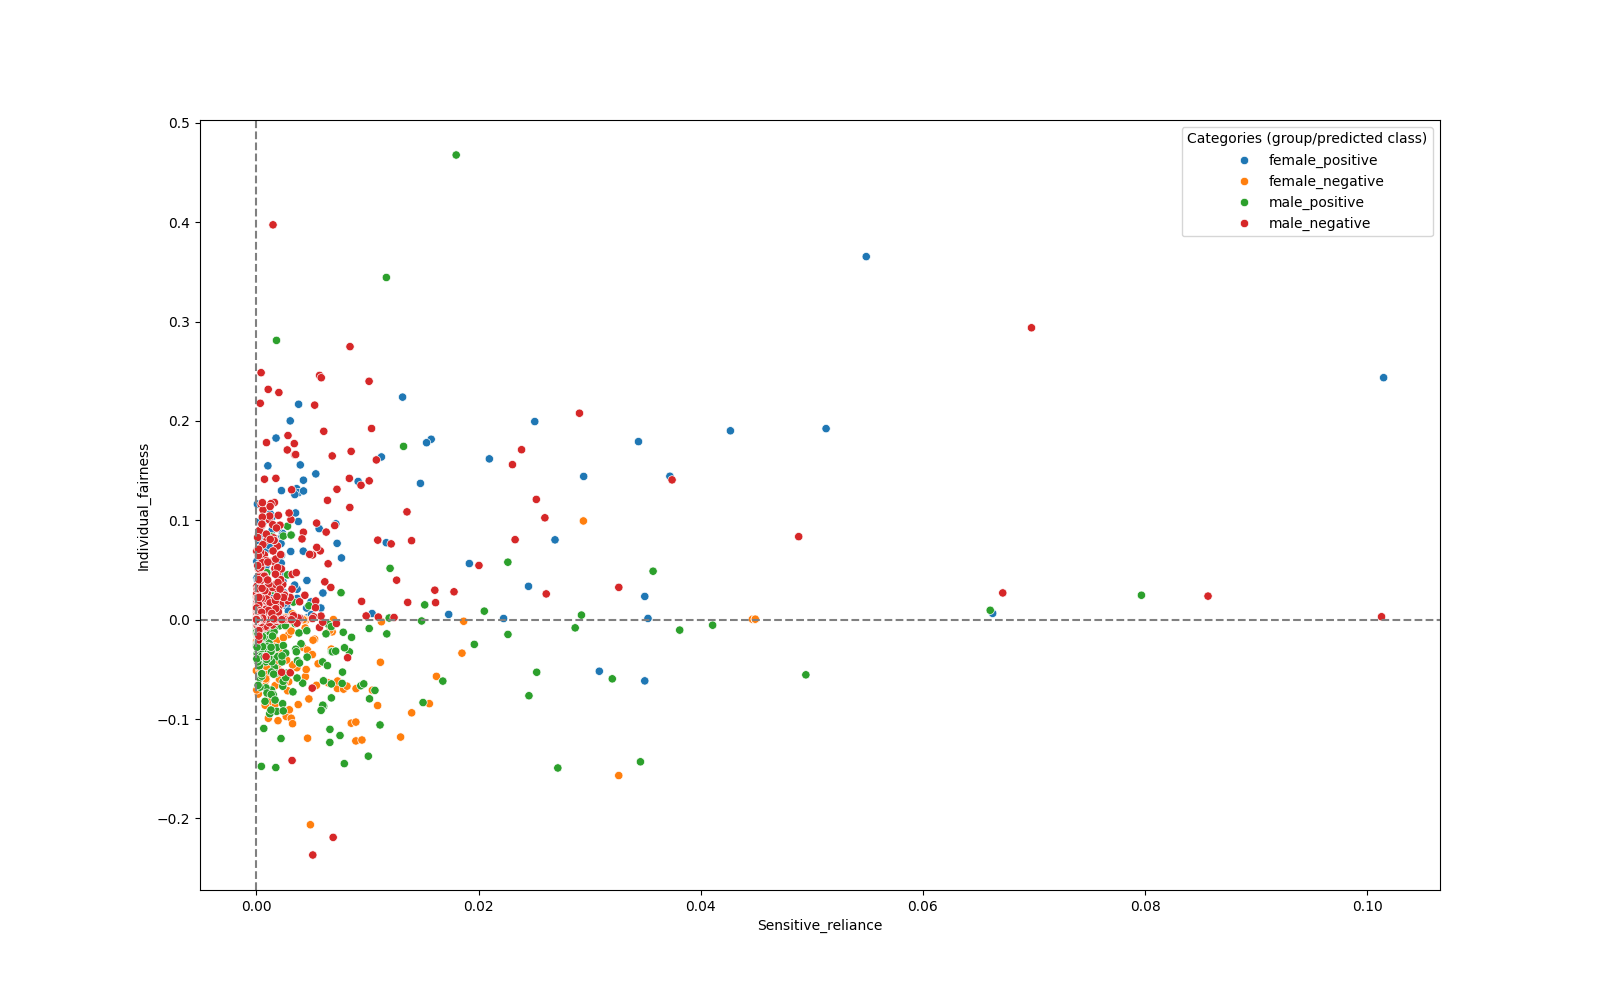 Categories (group/predicted class)
female_positive
female_negative
male_positive
male_negative
Individual_fairness
0.5
0.4
0.3
0.2
0.1
0.0
−0.1
−0.2
0.00 0.02 0.04 0.06 0.08 0.10
Sensitive_reliance